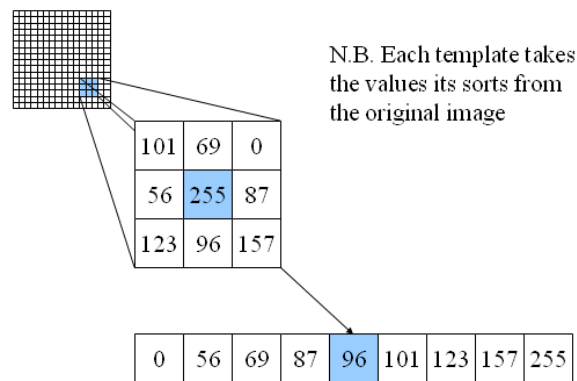 N.B. Each template takes
the values its sorts from
the original image
101 69 0
56 255 87
123 96 157
0 56 69 87 96 101 123 157 255